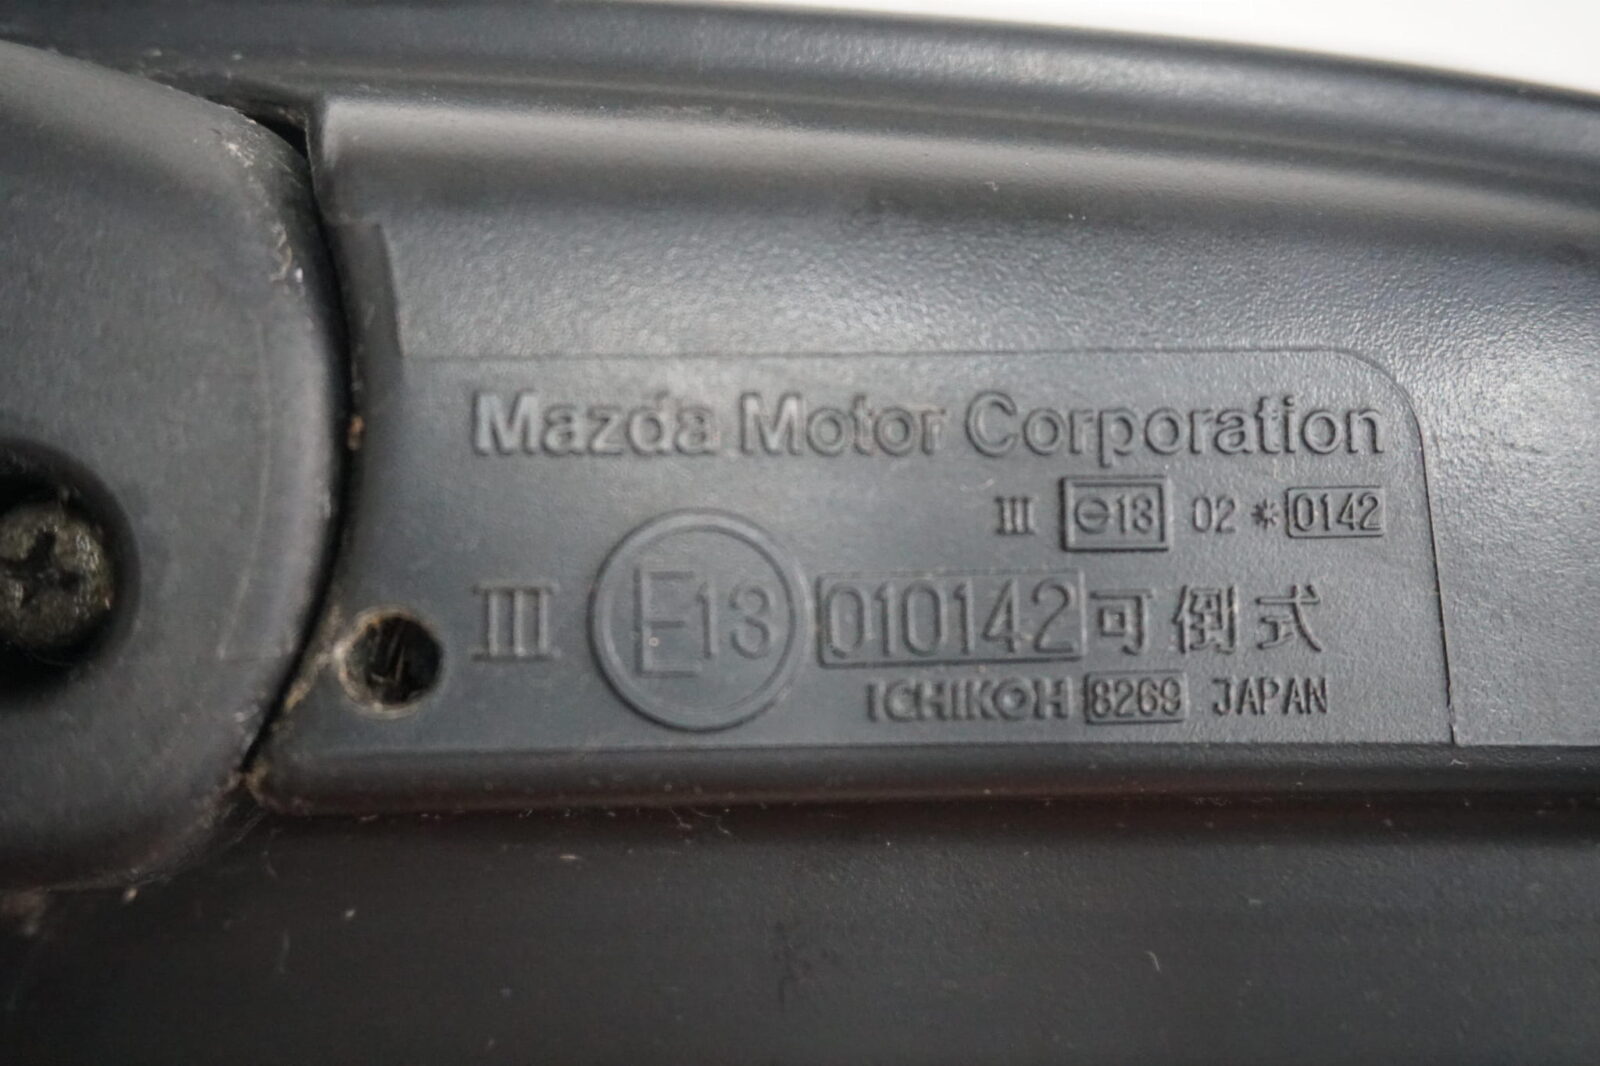 Mazda Motor Corporation
III e13 02 * 0142
III E13 010142 可倒式
ICHIKOH 8269 JAPAN